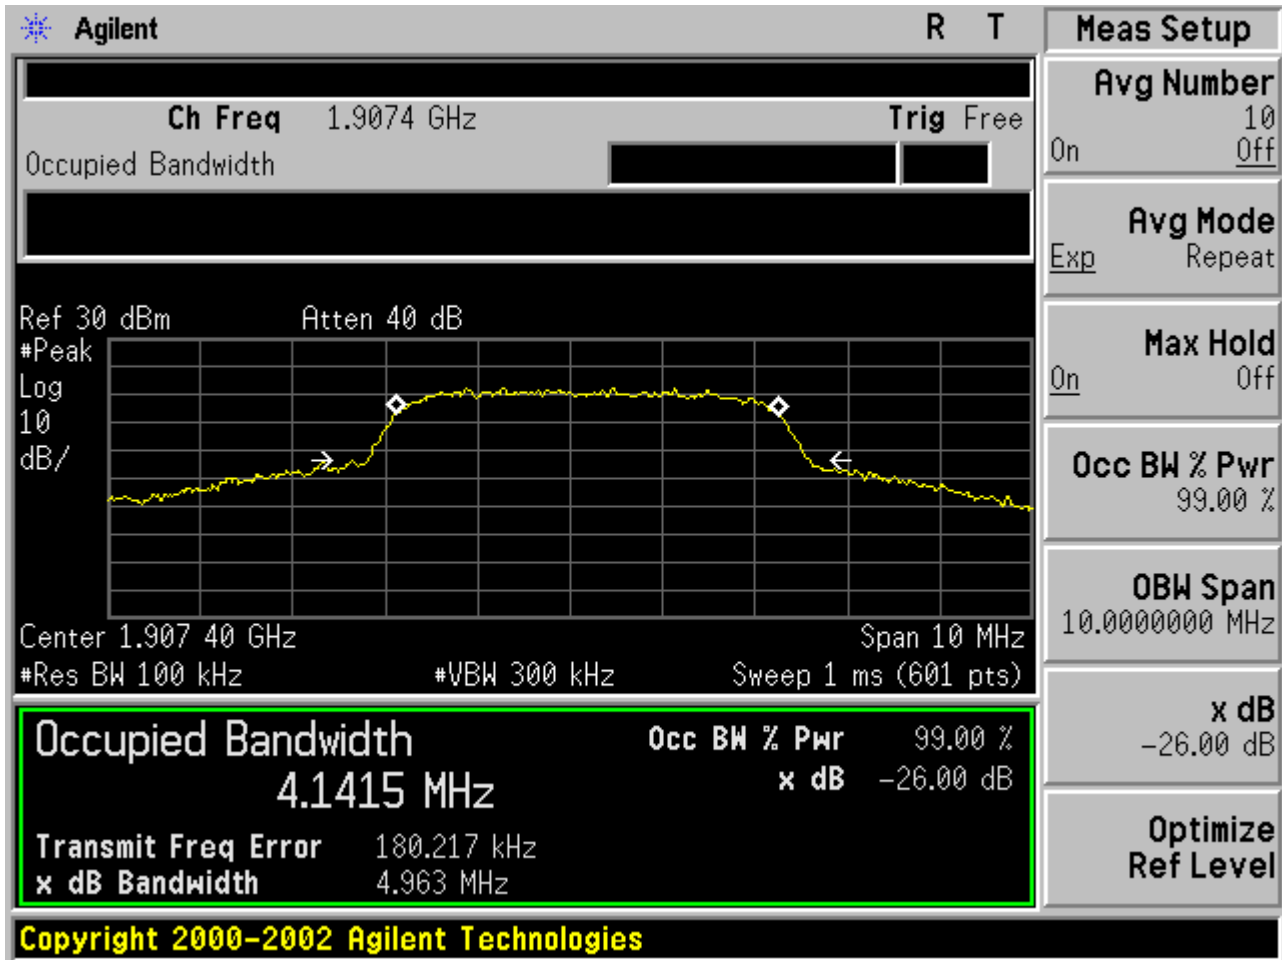 Agilent R T Meas Setup
Ch Freq 1.9074 GHz Trig Free
Occupied Bandwidth
Avg Number
10
On Off
Avg Mode
Exp Repeat
Max Hold
On Off
Occ BW % Pwr
99.00 %
OBW Span
10.0000000 MHz
x dB
-26.00 dB
Optimize
Ref Level
Ref 30 dBm Atten 40 dB
#Peak
Log
10
dB/
Center 1.907 40 GHz Span 10 MHz
#Res BW 100 kHz #VBW 300 kHz Sweep 1 ms (601 pts)
Occupied Bandwidth Occ BW % Pwr 99.00 %
4.1415 MHz x dB -26.00 dB
Transmit Freq Error 180.217 kHz
x dB Bandwidth 4.963 MHz
Copyright 2000-2002 Agilent Technologies